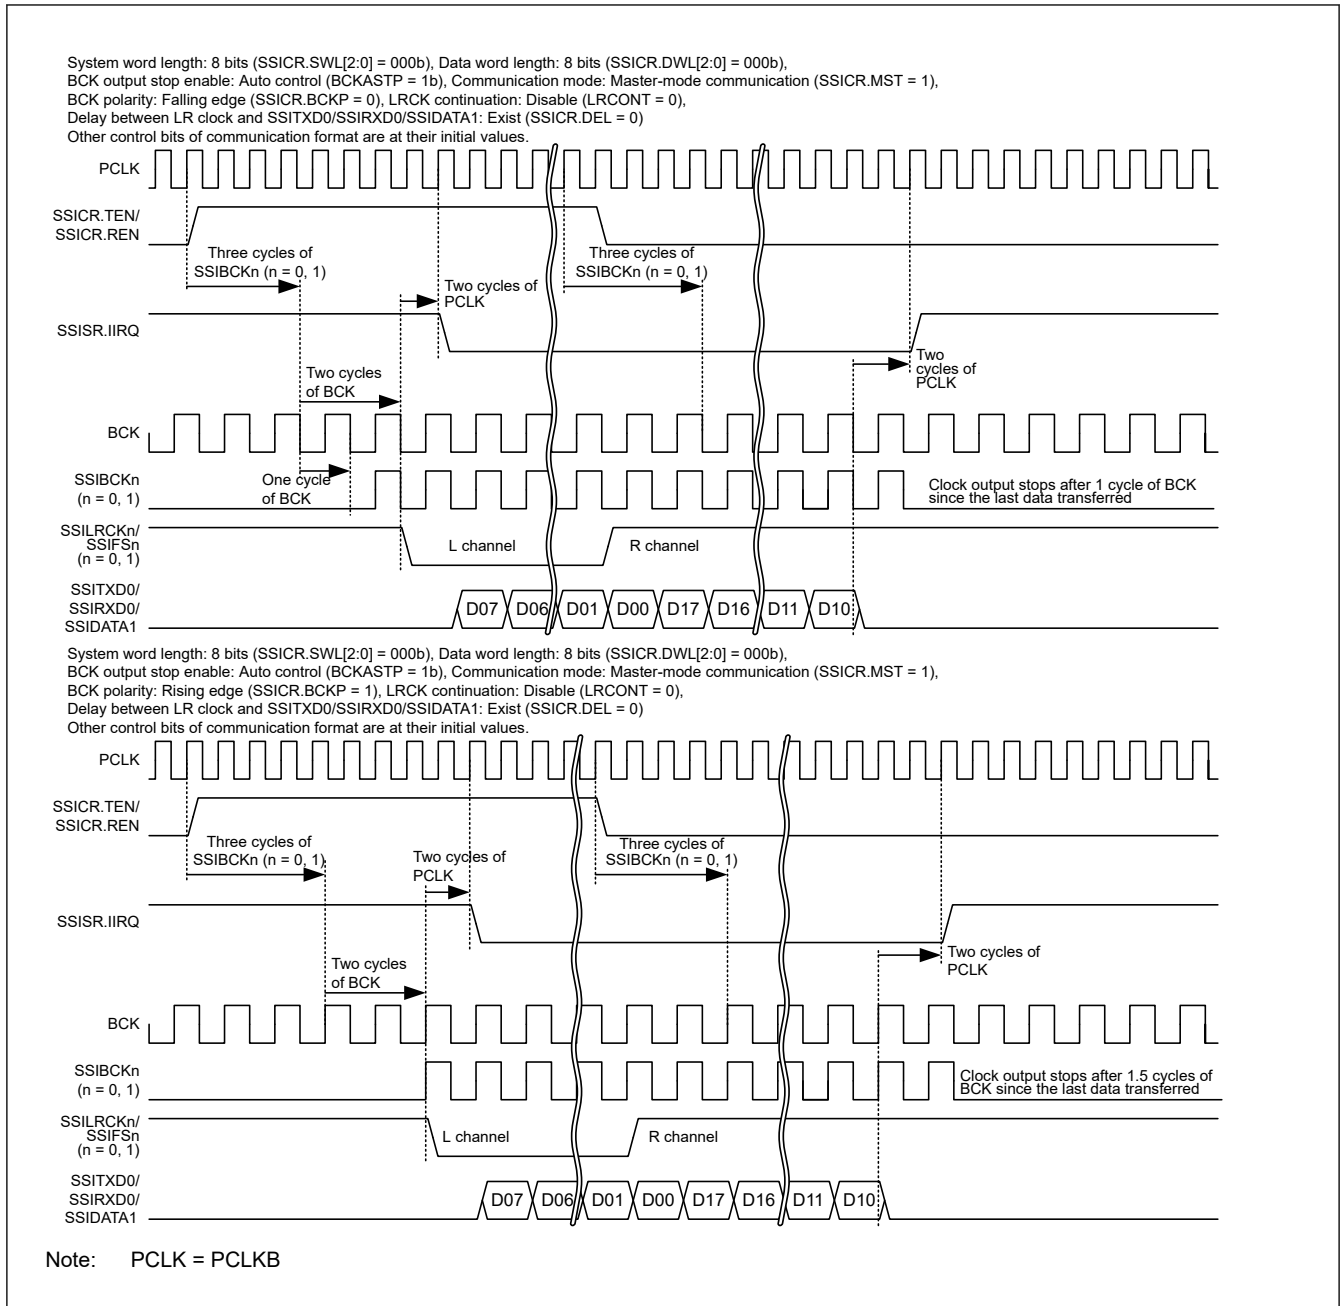 System word length: 8 bits (SSICR.SWL[2:0] = 000b), Data word length: 8 bits (SSICR.DWL[2:0] = 000b),
BCK output stop enable: Auto control (BCKASTP = 1b), Communication mode: Master-mode communication (SSICR.MST = 1),
BCK polarity: Falling edge (SSICR.BCKP = 0), LRCK continuation: Disable (LRCONT = 0),
Delay between LR clock and SSITXD0/SSIRXD0/SSIDATA1: Exist (SSICR.DEL = 0)
Other control bits of communication format are at their initial values.
PCLK
SSICR.TEN/
SSICR.REN
Three cycles of
SSIBCKn (n = 0, 1)
Two cycles of
PCLK
Three cycles of
SSIBCKn (n = 0, 1)
SSISR.IIRQ
Two
cycles of
PCLK
Two cycles
of BCK
BCK
SSIBCKn
(n = 0, 1)
One cycle
of BCK
Clock output stops after 1 cycle of BCK
since the last data transferred
SSILRCKn/
SSIFSn
(n = 0, 1)
L channel
R channel
SSITXD0/
SSIRXD0/
SSIDATA1
D07 D06 D01 D00 D17 D16 D11 D10
System word length: 8 bits (SSICR.SWL[2:0] = 000b), Data word length: 8 bits (SSICR.DWL[2:0] = 000b),
BCK output stop enable: Auto control (BCKASTP = 1b), Communication mode: Master-mode communication (SSICR.MST = 1),
BCK polarity: Rising edge (SSICR.BCKP = 1), LRCK continuation: Disable (LRCONT = 0),
Delay between LR clock and SSITXD0/SSIRXD0/SSIDATA1: Exist (SSICR.DEL = 0)
Other control bits of communication format are at their initial values.
PCLK
SSICR.TEN/
SSICR.REN
Three cycles of
SSIBCKn (n = 0, 1)
Two cycles of
PCLK
Three cycles of
SSIBCKn (n = 0, 1)
SSISR.IIRQ
Two cycles of
PCLK
Two cycles
of BCK
BCK
SSIBCKn
(n = 0, 1)
Clock output stops after 1.5 cycles of
BCK since the last data transferred
SSILRCKn/
SSIFSn
(n = 0, 1)
L channel
R channel
SSITXD0/
SSIRXD0/
SSIDATA1
D07 D06 D01 D00 D17 D16 D11 D10
Note: PCLK = PCLKB